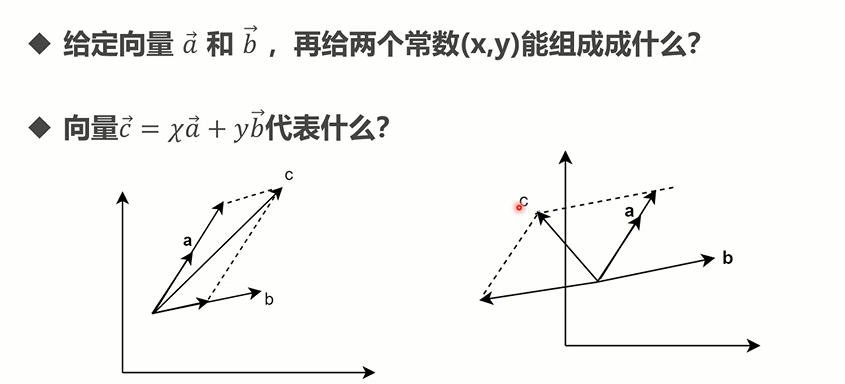 ◆ 给定向量 $\vec{a}$ 和 $\vec{b}$ ，再给两个常数(x,y)能组成成什么？
◆ 向量$\vec{c} = \chi\vec{a} + y\vec{b}$代表什么？
c
a
b
c
a
b